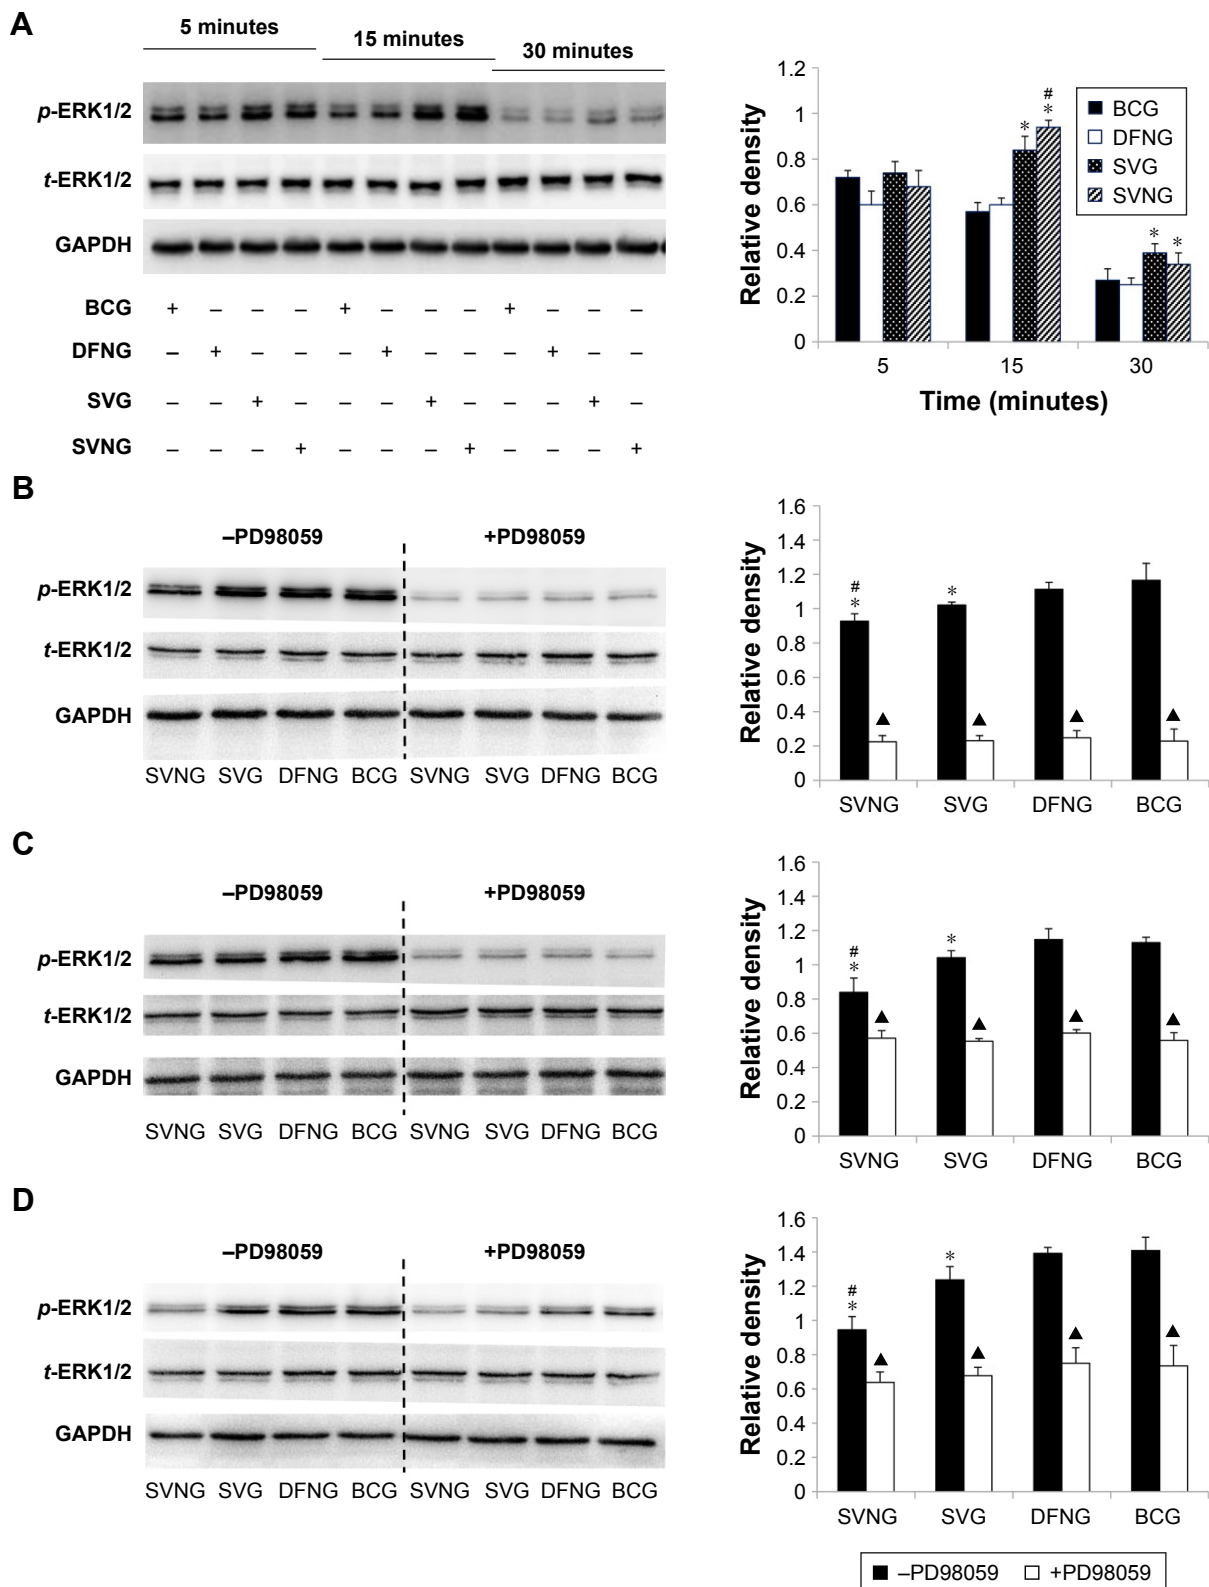 A
5 minutes 15 minutes 30 minutes
p-ERK1/2
t-ERK1/2
GAPDH
BCG + – – – + – – – + – – –
DFNG – + – – – + – – – + – –
SVG – – + – – – + – – – + –
SVNG – – – + – – – + – – – +
1.2
1
0.8
0.6
0.4
0.2
0
Relative density
# * * * *
BCG
DFNG
SVG
SVNG
5 15 30
Time (minutes)
B
–PD98059 +PD98059
p-ERK1/2
t-ERK1/2
GAPDH
SVNG SVG DFNG BCG SVNG SVG DFNG BCG
1.6
1.4
1.2
1
0.8
0.6
0.4
0.2
0
Relative density
#
* *
▲ ▲ ▲ ▲
SVNG SVG DFNG BCG
C
–PD98059 +PD98059
p-ERK1/2
t-ERK1/2
GAPDH
SVNG SVG DFNG BCG SVNG SVG DFNG BCG
1.6
1.4
1.2
1
0.8
0.6
0.4
0.2
0
Relative density
#
* *
▲ ▲ ▲ ▲
SVNG SVG DFNG BCG
D
–PD98059 +PD98059
p-ERK1/2
t-ERK1/2
GAPDH
SVNG SVG DFNG BCG SVNG SVG DFNG BCG
1.6
1.4
1.2
1
0.8
0.6
0.4
0.2
0
Relative density
#
* *
▲ ▲ ▲ ▲
SVNG SVG DFNG BCG
–PD98059 +PD98059